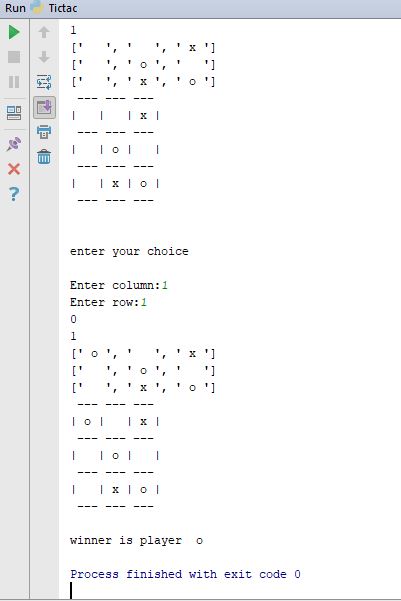 Run Tictac
1
['   ', '   ', ' x ']
['   ', ' o ', '   ']
['   ', ' x ', ' o ']
 --- --- ---
|   |   | x |
 --- --- ---
|   | o |   |
 --- --- ---
|   | x | o |
 --- --- ---
enter your choice
Enter column:1
Enter row:1
0
1
[' o ', '   ', ' x ']
['   ', ' o ', '   ']
['   ', ' x ', ' o ']
 --- --- ---
| o |   | x |
 --- --- ---
|   | o |   |
 --- --- ---
|   | x | o |
 --- --- ---
winner is player  o
Process finished with exit code 0